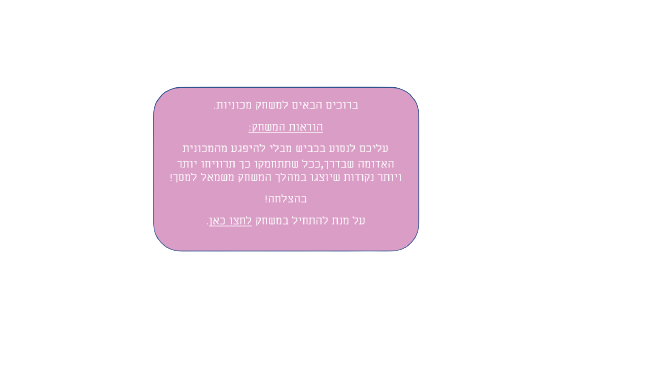 ברוכים הבאים למשחק מכוניות.
הוראות המשחק:
עליכם לנסוע בכביש מבלי להיפגע מהמכונית
האדומה שבדרך,ככל שתתחמקו כך תרוויחו יותר
ויותר נקודות שיוצגו במהלך המשחק משמאל למסך!
בהצלחה!
על מנת להתחיל במשחק לחצו כאן.